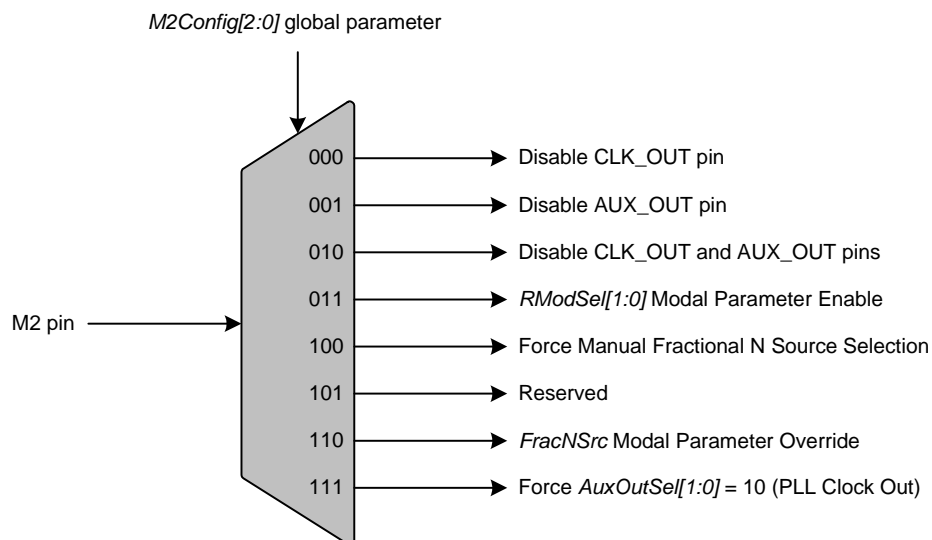 M2Config[2:0] global parameter
000 Disable CLK_OUT pin
001 Disable AUX_OUT pin
010 Disable CLK_OUT and AUX_OUT pins
011 RModSel[1:0] Modal Parameter Enable
M2 pin
100 Force Manual Fractional N Source Selection
101 Reserved
110 FracNSrc Modal Parameter Override
111 Force AuxOutSel[1:0] = 10 (PLL Clock Out)